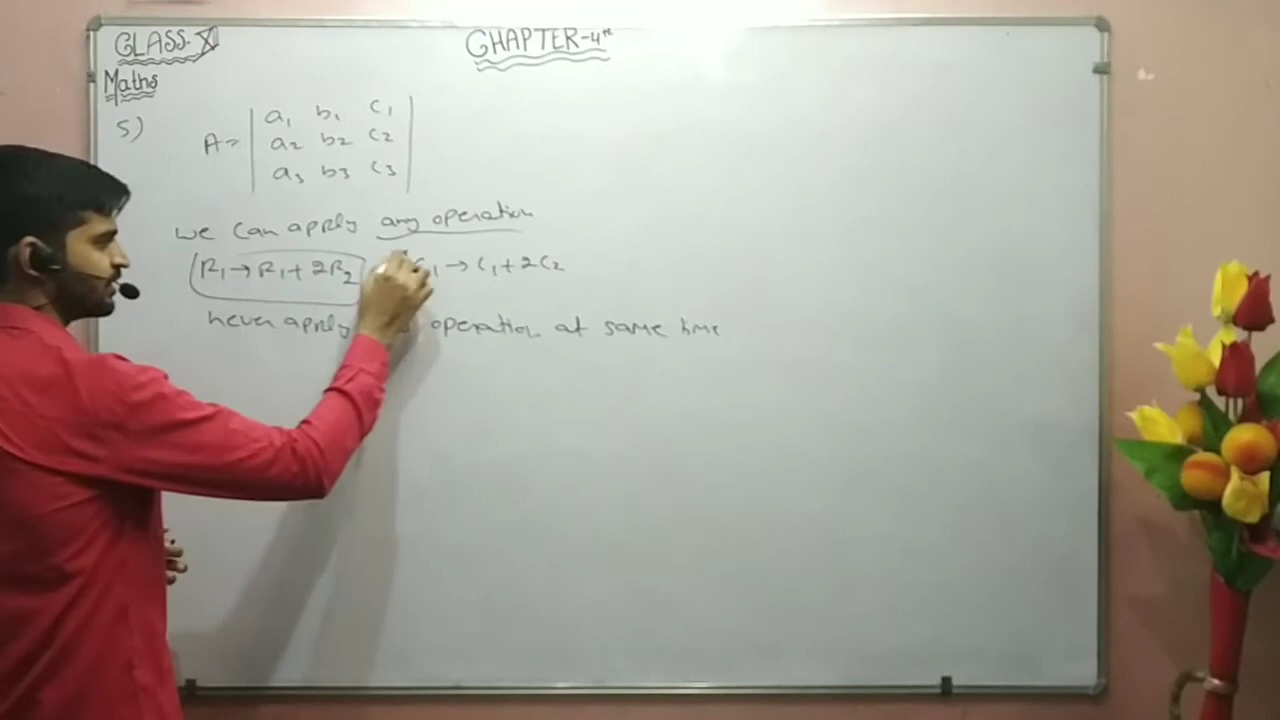 CLASS-XI
CHAPTER-4th
Maths
5)
A= | a1 b1 c1 |
| a2 b2 c2 |
| a3 b3 c3 |
we can apply any operation
R1 → R1 + 2R2 C1 → C1 + 2C2
never apply operation at same time